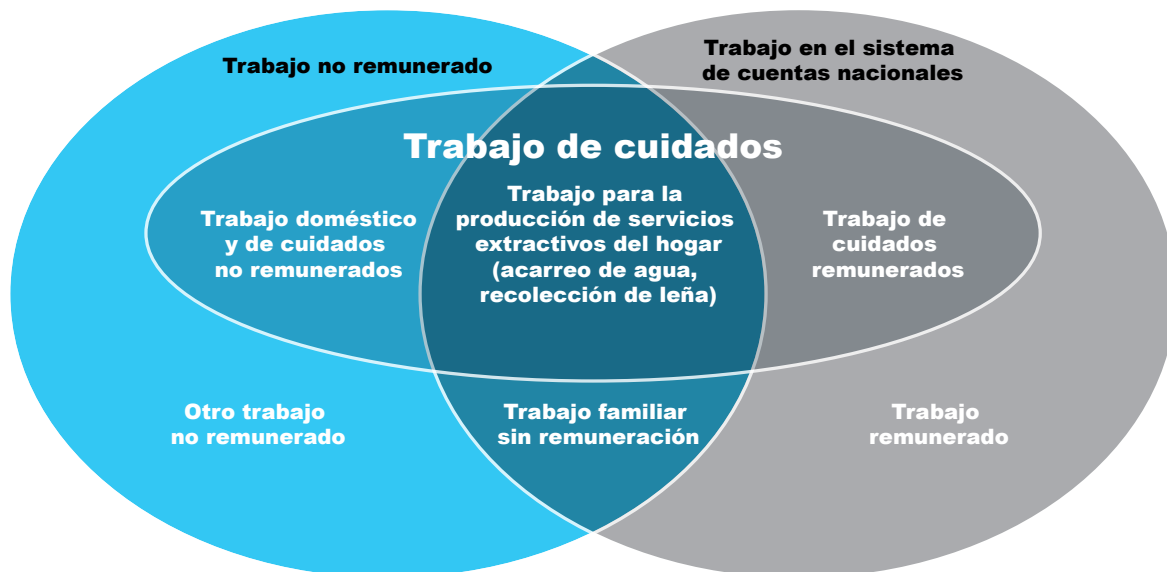 Trabajo no remunerado
Trabajo en el sistema
de cuentas nacionales
Trabajo de cuidados
Trabajo doméstico
y de cuidados
no remunerados
Trabajo para la
producción de servicios
extractivos del hogar
(acarreo de agua,
recolección de leña)
Trabajo de
cuidados
remunerados
Otro trabajo
no remunerado
Trabajo familiar
sin remuneración
Trabajo
remunerado